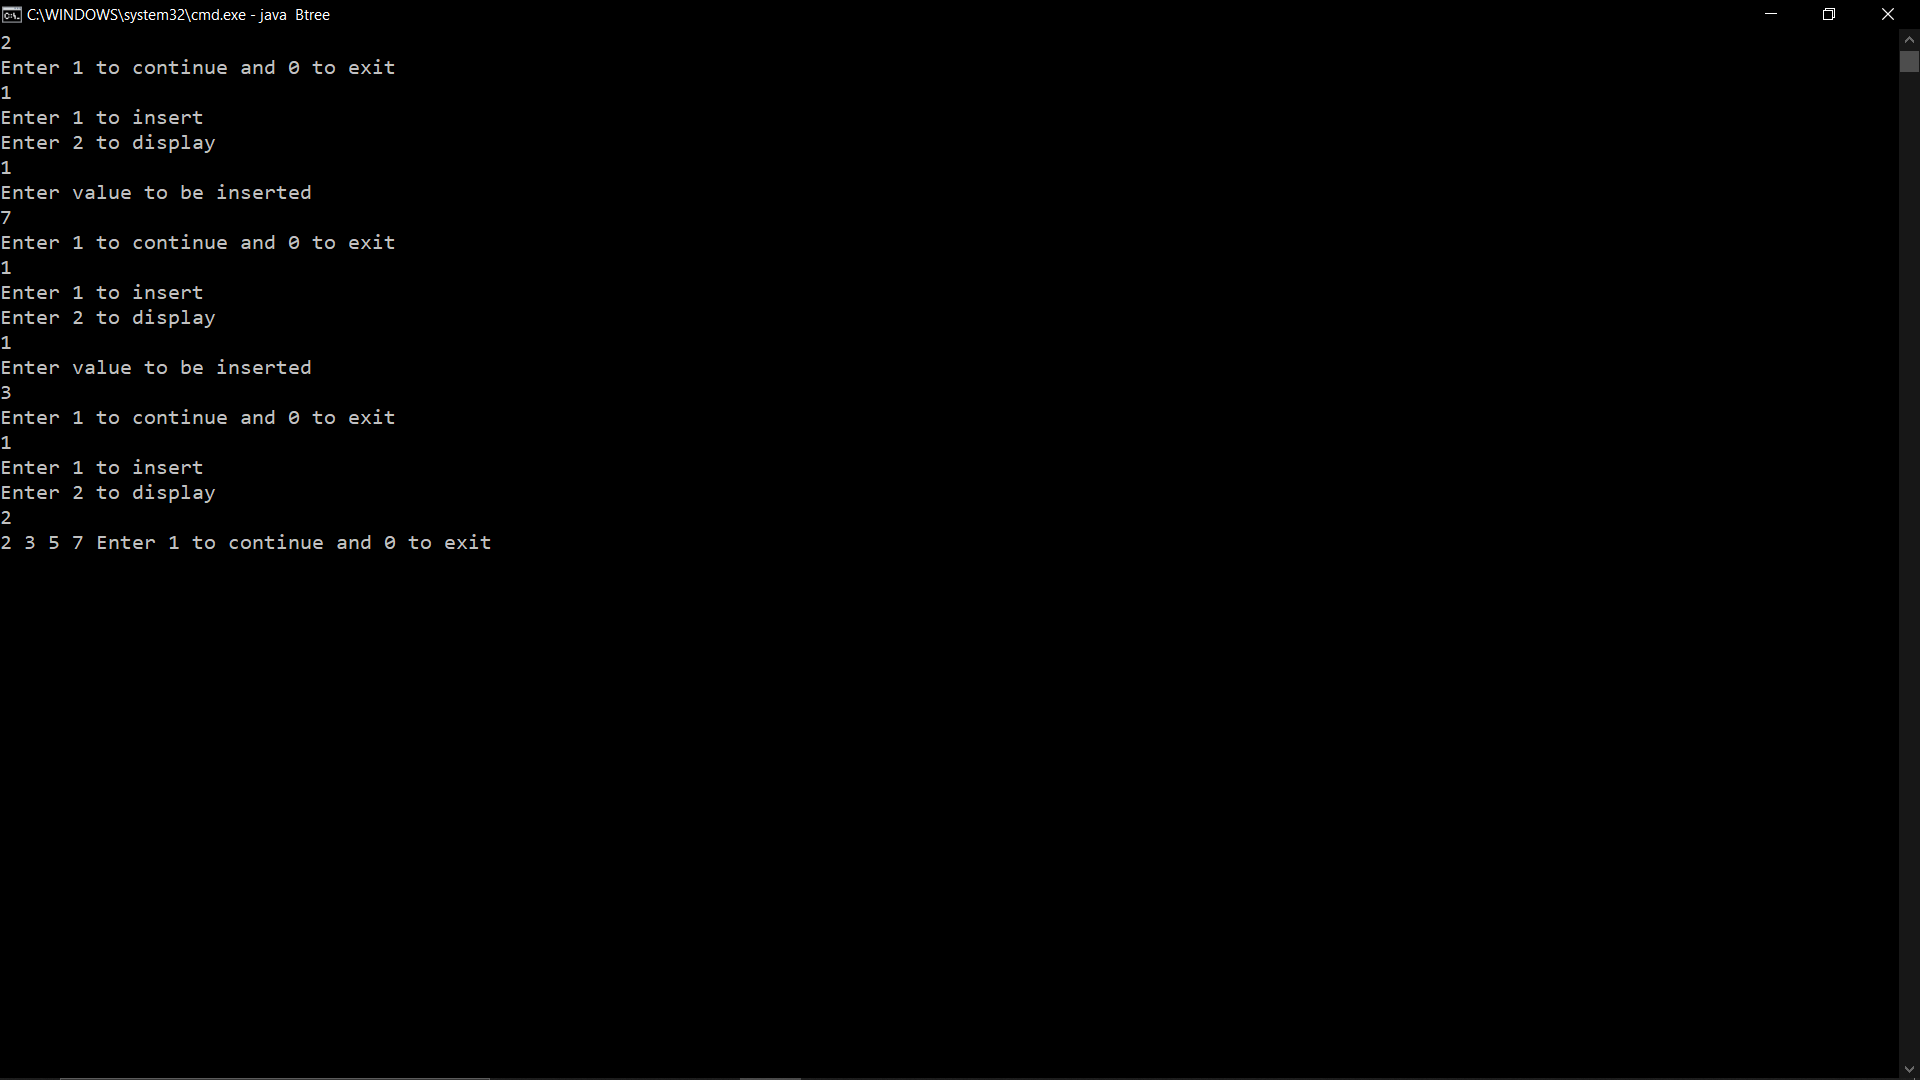 C:\WINDOWS\system32\cmd.exe - java  Btree
2
Enter 1 to continue and 0 to exit
1
Enter 1 to insert
Enter 2 to display
1
Enter value to be inserted
7
Enter 1 to continue and 0 to exit
1
Enter 1 to insert
Enter 2 to display
1
Enter value to be inserted
3
Enter 1 to continue and 0 to exit
1
Enter 1 to insert
Enter 2 to display
2
2 3 5 7 Enter 1 to continue and 0 to exit